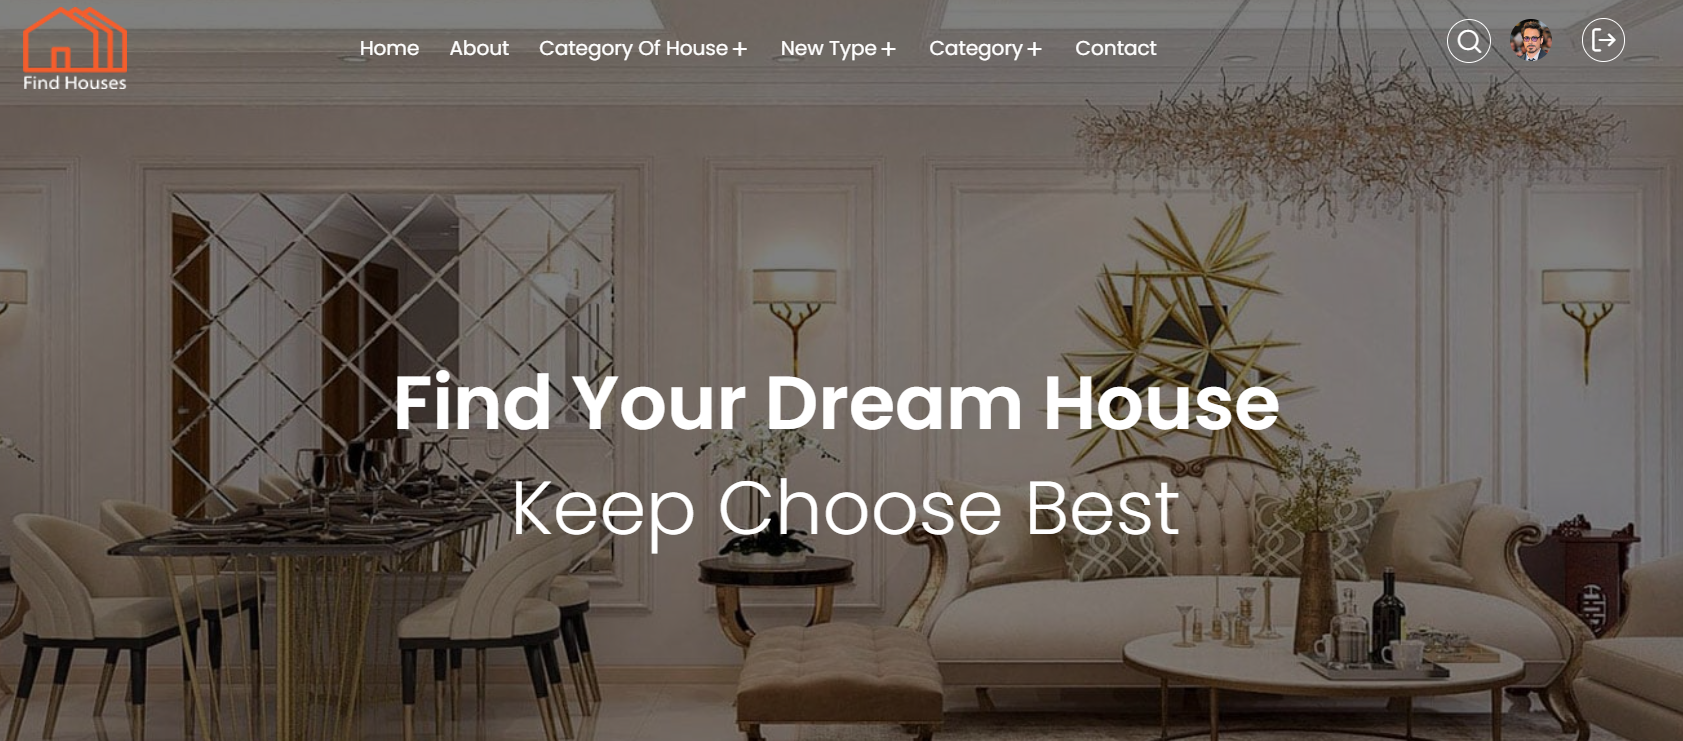 Find Houses
Home About Category Of House + New Type + Category + Contact
Find Your Dream House
Keep Choose Best